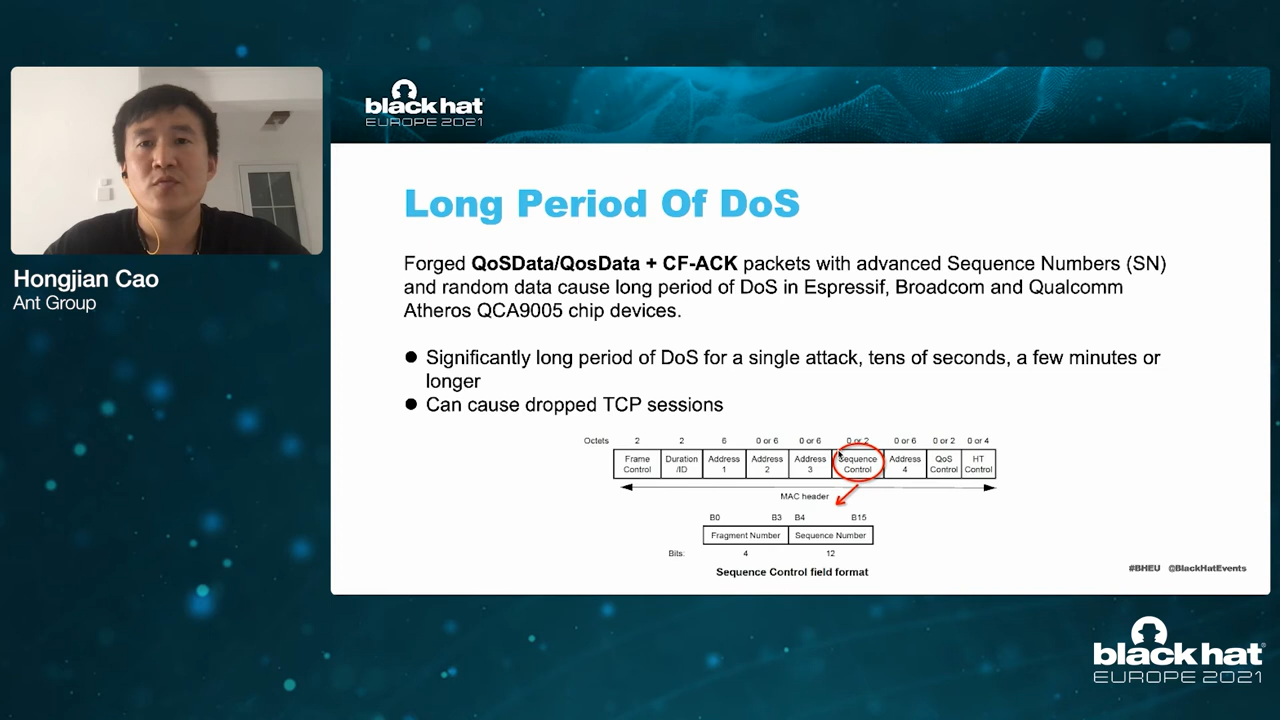 black hat
EUROPE 2021
Hongjian Cao
Ant Group
Long Period Of DoS
Forged QoSData/QosData + CF-ACK packets with advanced Sequence Numbers (SN)
and random data cause long period of DoS in Espressif, Broadcom and Qualcomm
Atheros QCA9005 chip devices.
● Significantly long period of DoS for a single attack, tens of seconds, a few minutes or
longer
● Can cause dropped TCP sessions
Octets 2 2 6 0 or 6 0 or 6 0 or 2 0 or 6 0 or 2 0 or 4
Frame Duration Address Address Address Sequence Address QoS HT
Control /ID 1 2 3 Control 4 Control Control
MAC header
B0 B3 B4 B15
Fragment Number Sequence Number
Bits: 4 12
Sequence Control field format
#BHEU @BlackHatEvents
black hat
EUROPE 2021